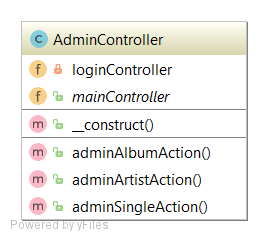 C AdminController
f loginController
f mainController
m __construct()
m adminAlbumAction()
m adminArtistAction()
m adminSingleAction()
Powered by yFiles